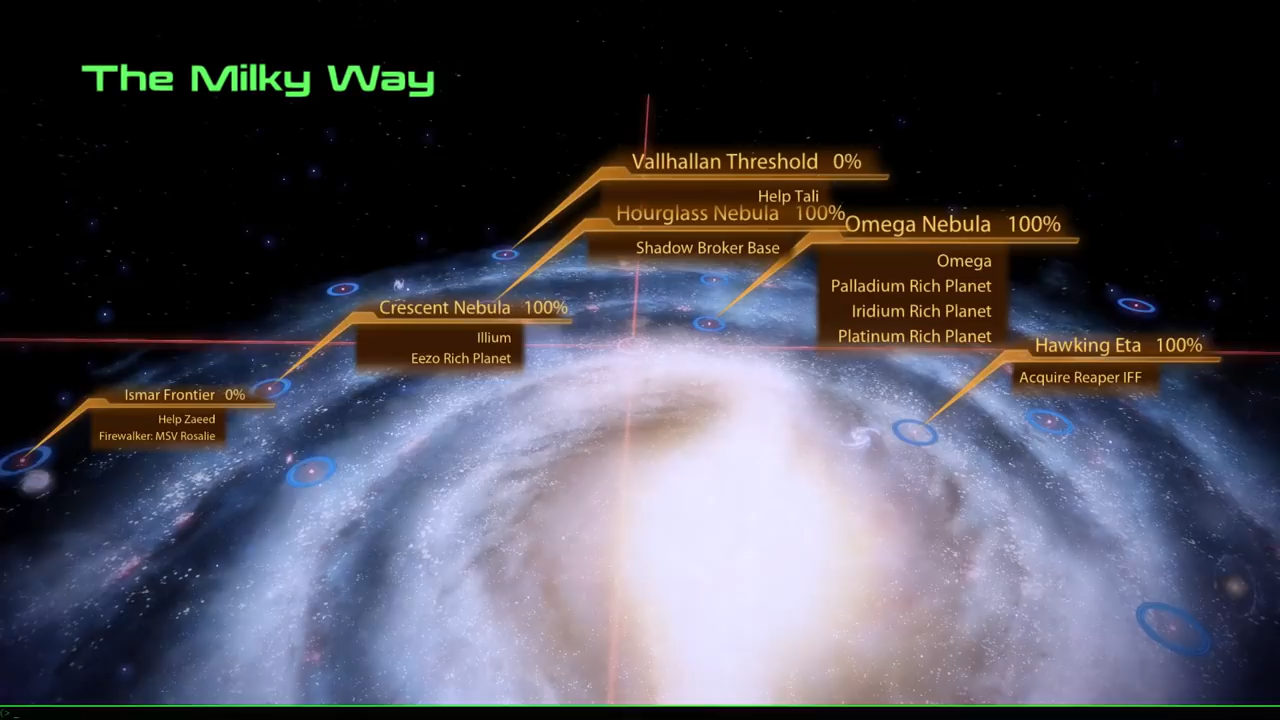 The Milky Way
Vallhallan Threshold 0%
Help Tali
Hourglass Nebula 100%
Shadow Broker Base
Omega Nebula 100%
Omega
Palladium Rich Planet
Iridium Rich Planet
Platinum Rich Planet
Crescent Nebula 100%
Illium
Eezo Rich Planet
Hawking Eta 100%
Acquire Reaper IFF
Ismar Frontier 0%
Help Zaeed
Firewalker: MSV Rosalie
(> _